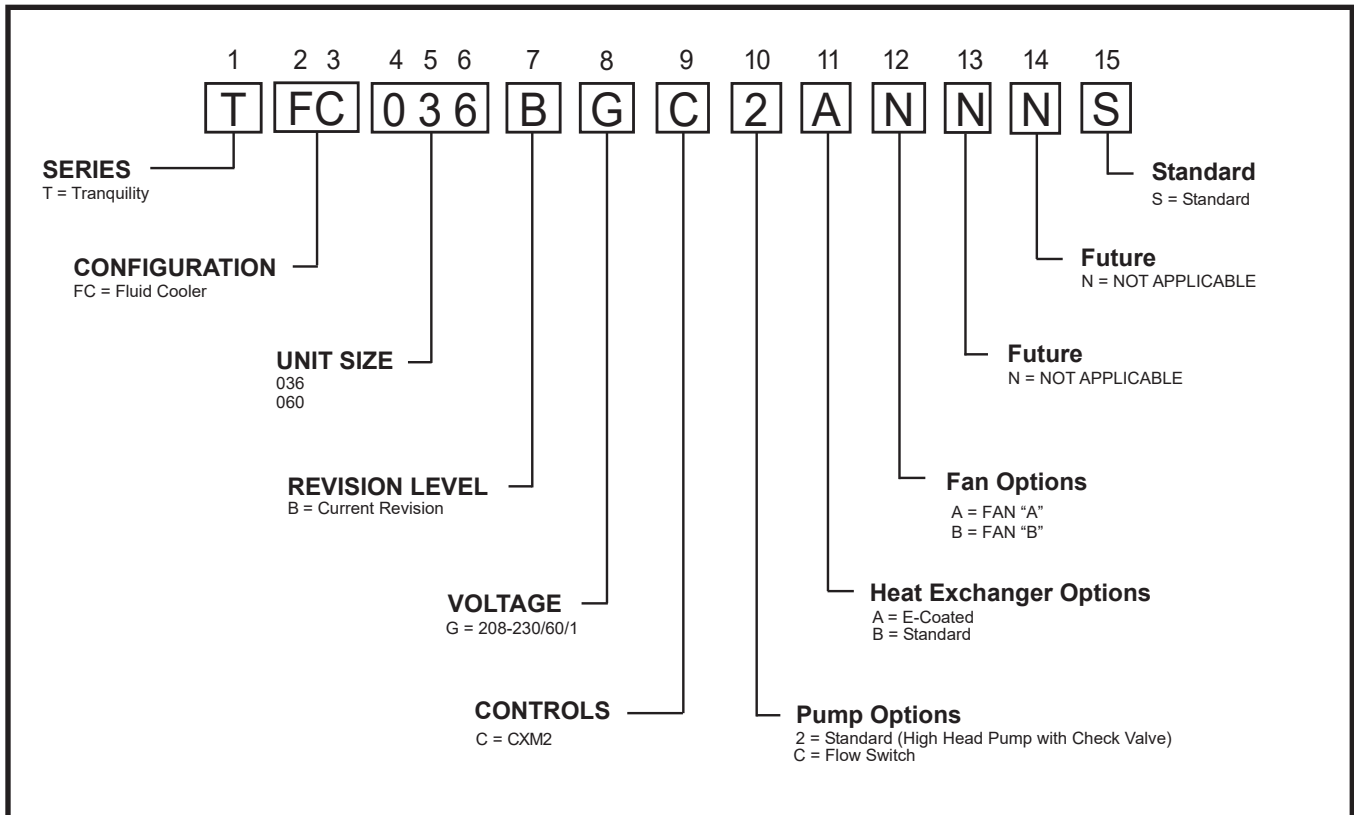 1 2 3 4 5 6 7 8 9 10 11 12 13 14 15
T FC 036 B G C 2 A N N N S
SERIES
T = Tranquility
CONFIGURATION
FC = Fluid Cooler
UNIT SIZE
036
060
REVISION LEVEL
B = Current Revision
VOLTAGE
G = 208-230/60/1
CONTROLS
C = CXM2
Standard
S = Standard
Future
N = NOT APPLICABLE
Future
N = NOT APPLICABLE
Fan Options
A = FAN “A”
B = FAN “B”
Heat Exchanger Options
A = E-Coated
B = Standard
Pump Options
2 = Standard (High Head Pump with Check Valve)
C = Flow Switch